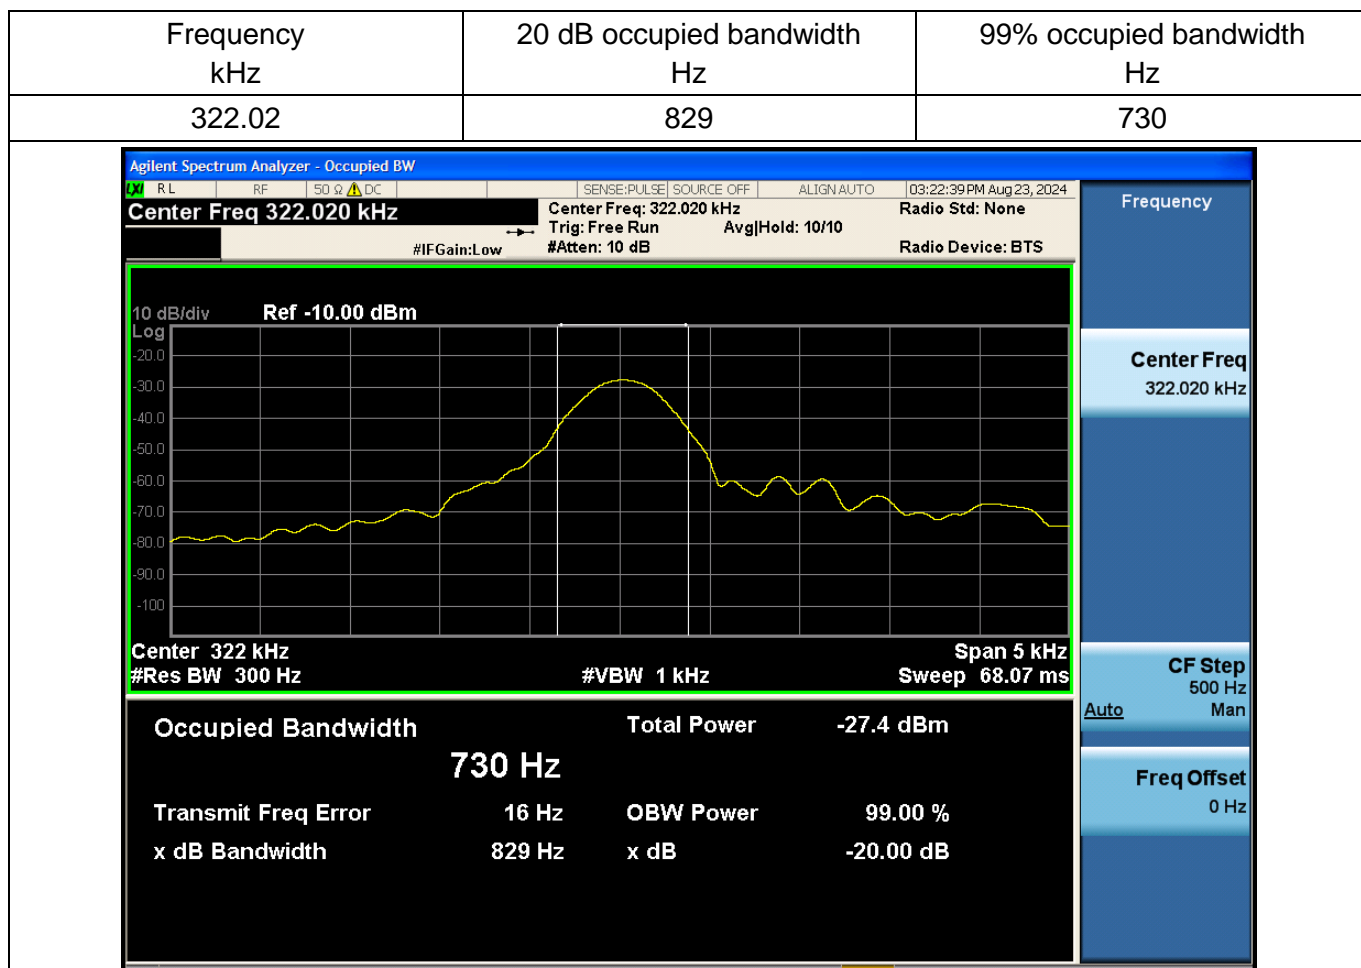 Frequency 20 dB occupied bandwidth 99% occupied bandwidth
kHz Hz Hz
322.02 829 730
Agilent Spectrum Analyzer - Occupied BW
LXI RL RF 50 Ω DC SENSE:PULSE SOURCE OFF ALIGN AUTO 03:22:39 PM Aug 23, 2024
Center Freq 322.020 kHz
Center Freq: 322.020 kHz Radio Std: None
Trig: Free Run Avg|Hold: 10/10
#IFGain:Low #Atten: 10 dB Radio Device: BTS
Frequency
10 dB/div Ref -10.00 dBm
Log
-20.0
-30.0
-40.0
-50.0
-60.0
-70.0
-80.0
-90.0
-100
Center 322 kHz Span 5 kHz
#Res BW 300 Hz #VBW 1 kHz Sweep 68.07 ms
Occupied Bandwidth Total Power -27.4 dBm
730 Hz
Transmit Freq Error 16 Hz OBW Power 99.00 %
x dB Bandwidth 829 Hz x dB -20.00 dB
Center Freq
322.020 kHz
CF Step
500 Hz
Auto Man
Freq Offset
0 Hz